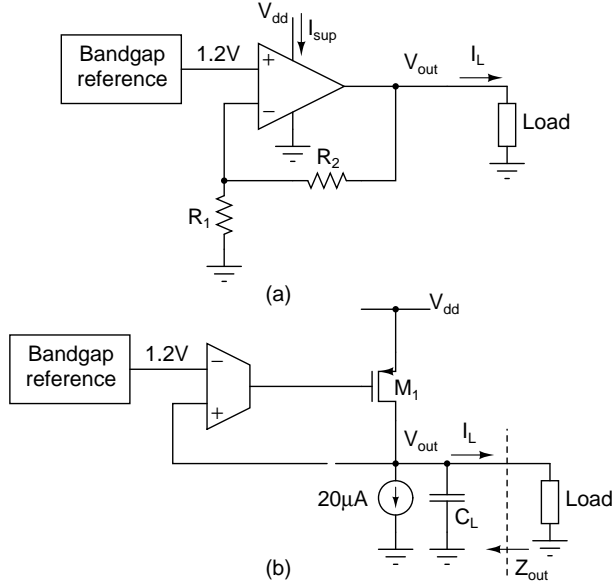 V_dd
I_sup
Bandgap reference
1.2V
+
−
V_out
I_L
Load
R_2
R_1
(a)
V_dd
Bandgap reference
1.2V
−
+
M_1
V_out
I_L
20μA
C_L
Load
Z_out
(b)